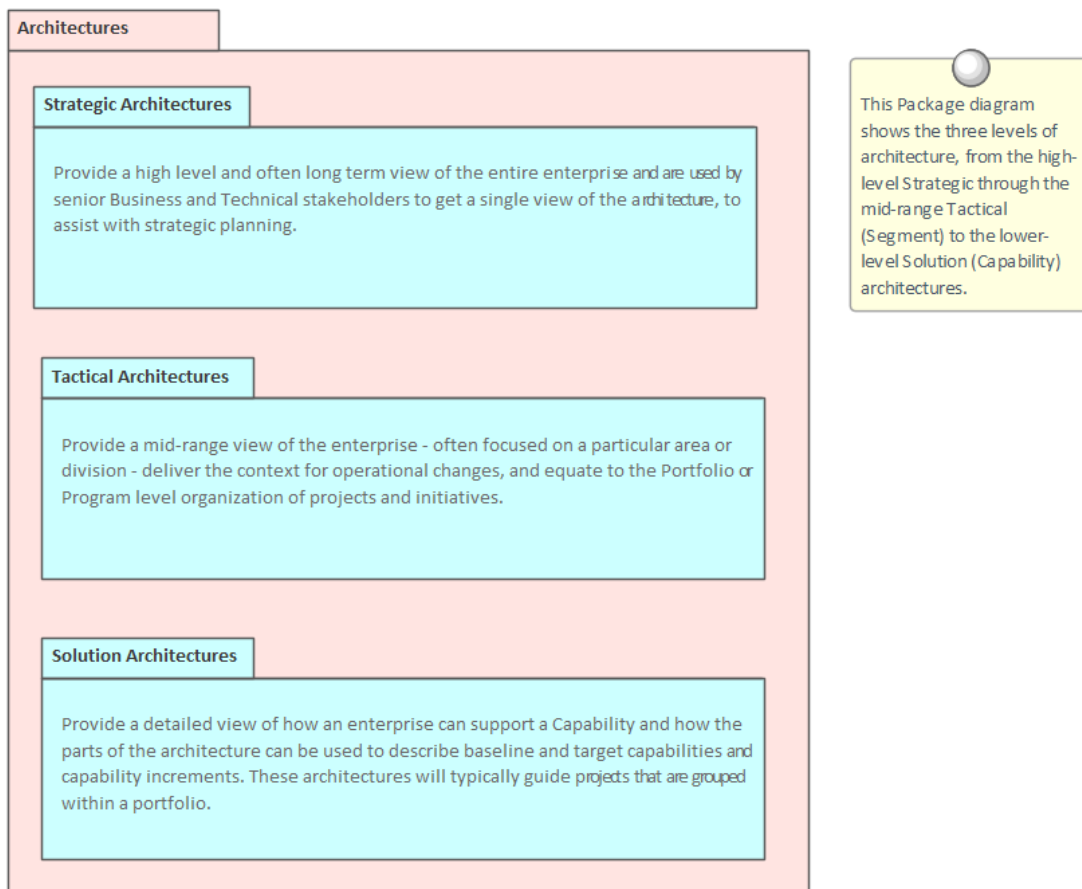 Architectures
Strategic Architectures
Provide a high level and often long term view of the entire enterprise and are used by
senior Business and Technical stakeholders to get a single view of the architecture, to
assist with strategic planning.
Tactical Architectures
Provide a mid-range view of the enterprise - often focused on a particular area or
division - deliver the context for operational changes, and equate to the Portfolio or
Program level organization of projects and initiatives.
Solution Architectures
Provide a detailed view of how an enterprise can support a Capability and how the
parts of the architecture can be used to describe baseline and target capabilities and
capability increments. These architectures will typically guide projects that are grouped
within a portfolio.
This Package diagram
shows the three levels of
architecture, from the high-
level Strategic through the
mid-range Tactical
(Segment) to the lower-
level Solution (Capability)
architectures.